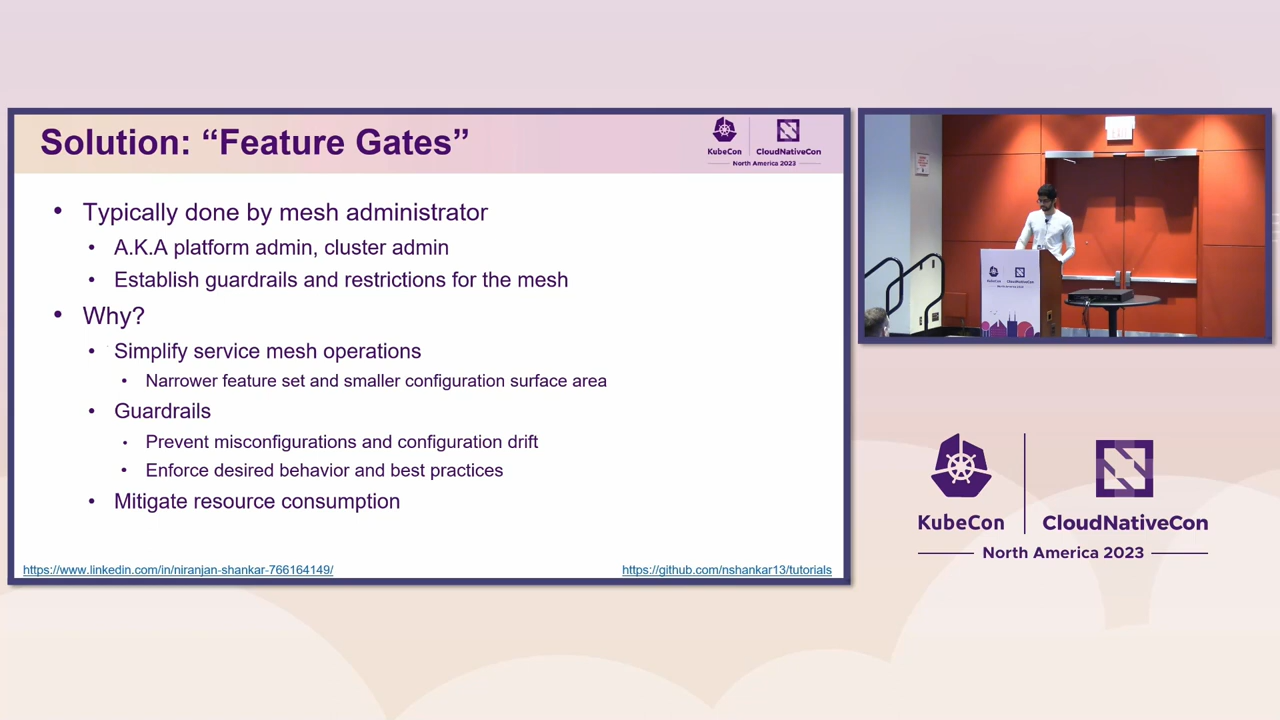 Solution: “Feature Gates”
KubeCon
CloudNativeCon
North America 2023
• Typically done by mesh administrator
• A.K.A platform admin, cluster admin
• Establish guardrails and restrictions for the mesh
• Why?
• Simplify service mesh operations
• Narrower feature set and smaller configuration surface area
• Guardrails
• Prevent misconfigurations and configuration drift
• Enforce desired behavior and best practices
• Mitigate resource consumption
https://www.linkedin.com/in/niranjan-shankar-766164149/
https://github.com/nshankar13/tutorials
KubeCon
CloudNativeCon
North America 2023